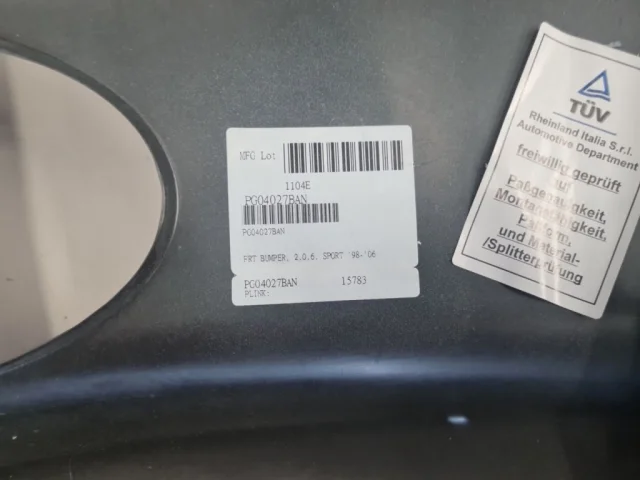 MFG Lot
1104E
PG04027BAN
PG04027BAN
FRT BUMPER, 2.0,6. SPORT '98-'06
PG04027BAN 15783
PLINK:
TÜV
Rheinland Italia S.r.l.
Automotive Department
freiwillig geprüft
auf
Paßgenauigkeit,
Montagefähigkeit,
und Material-
/Splitterprüfung